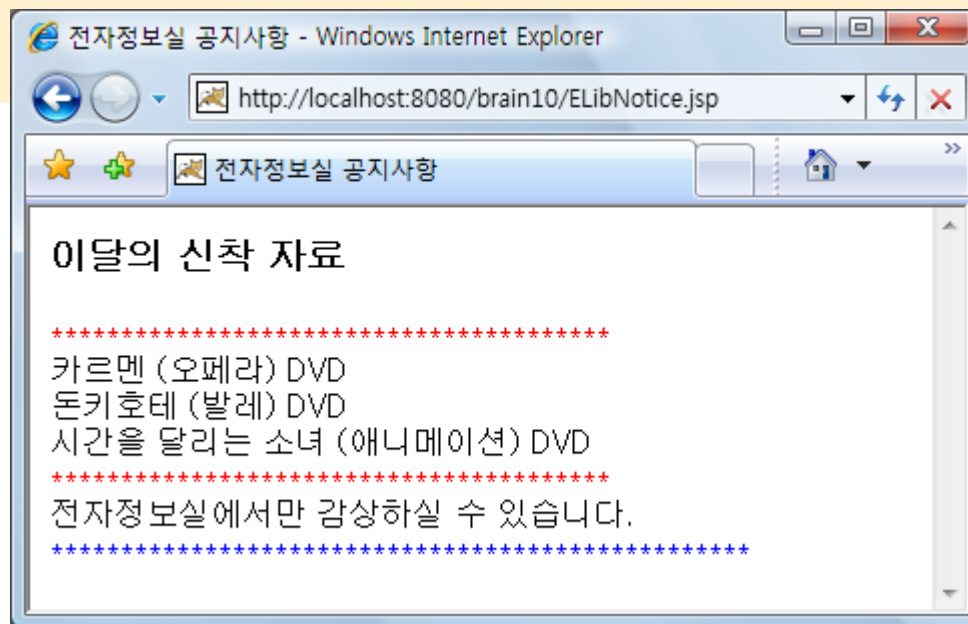 전자정보실 공지사항 - Windows Internet Explorer
http://localhost:8080/brain10/ELibNotice.jsp
전자정보실 공지사항
이달의 신착 자료
****************************************
카르멘 (오페라) DVD
돈키호테 (발레) DVD
시간을 달리는 소녀 (애니메이션) DVD
****************************************
전자정보실에서만 감상하실 수 있습니다.
**************************************************